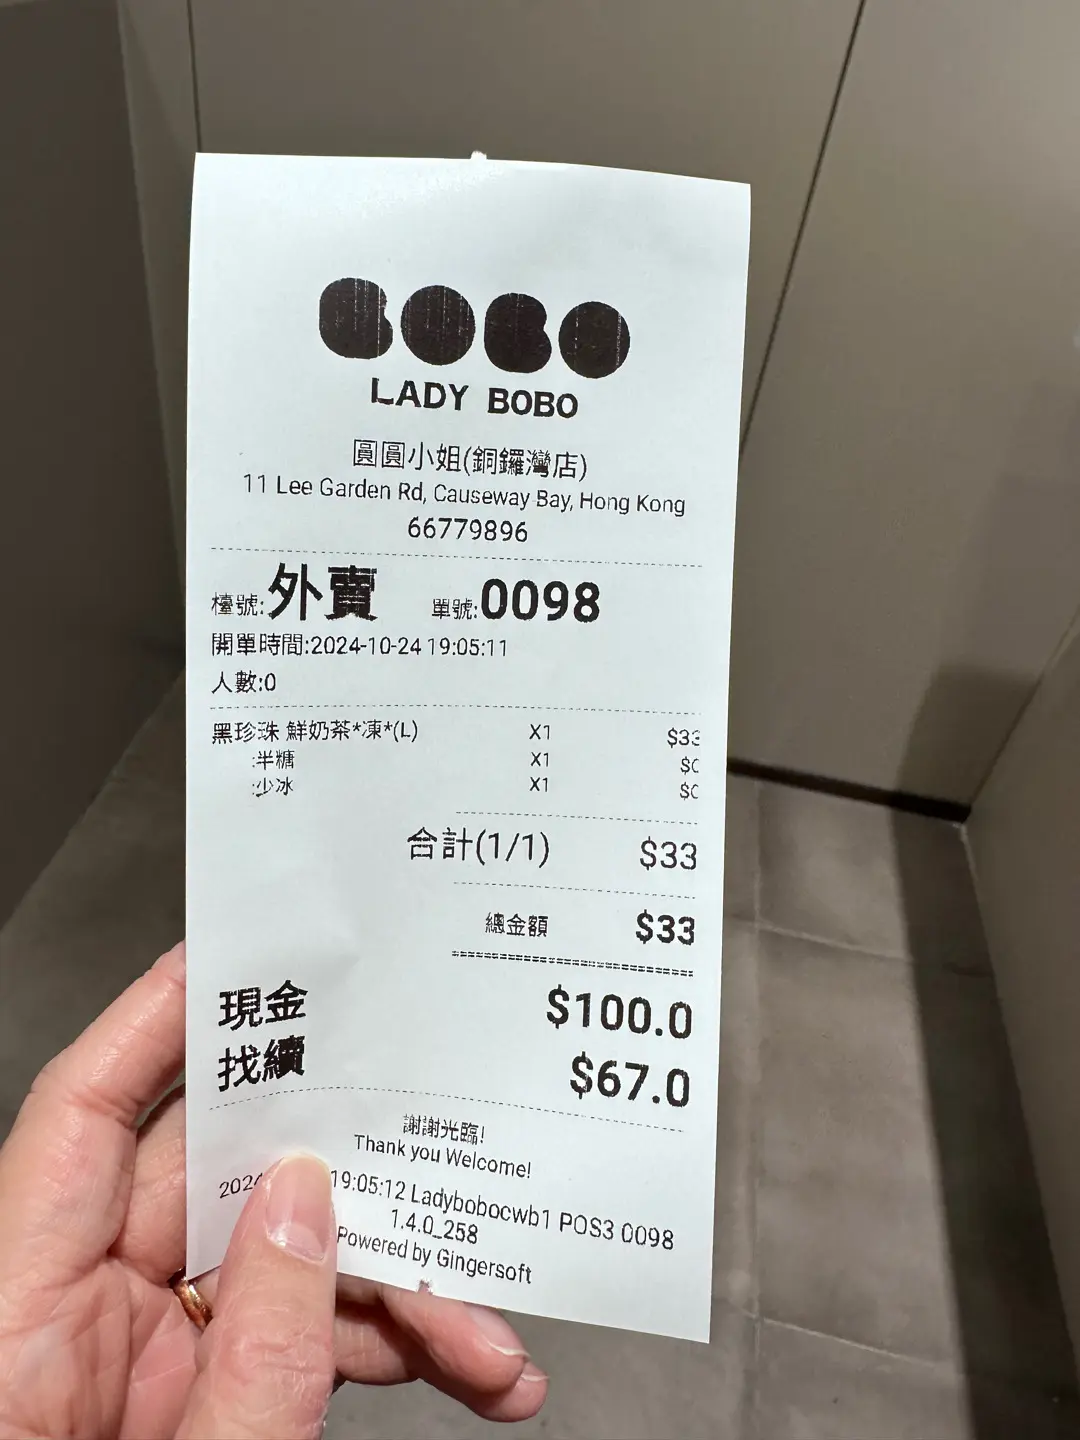 BOBO
LADY BOBO
圓圓小姐(銅鑼灣店)
11 Lee Garden Rd, Causeway Bay, Hong Kong
66779896
檯號:外賣 單號:0098
開單時間:2024-10-24 19:05:11
人數:0
黑珍珠 鮮奶茶*凍*(L) X1 $33
:半糖 X1 $0
:少冰 X1 $0
合計(1/1) $33
總金額 $33
現金 $100.0
找續 $67.0
謝謝光臨!
Thank you Welcome!
2024 19:05:12 Ladybobocwb1 POS3 0098
1.4.0_258
Powered by Gingersoft